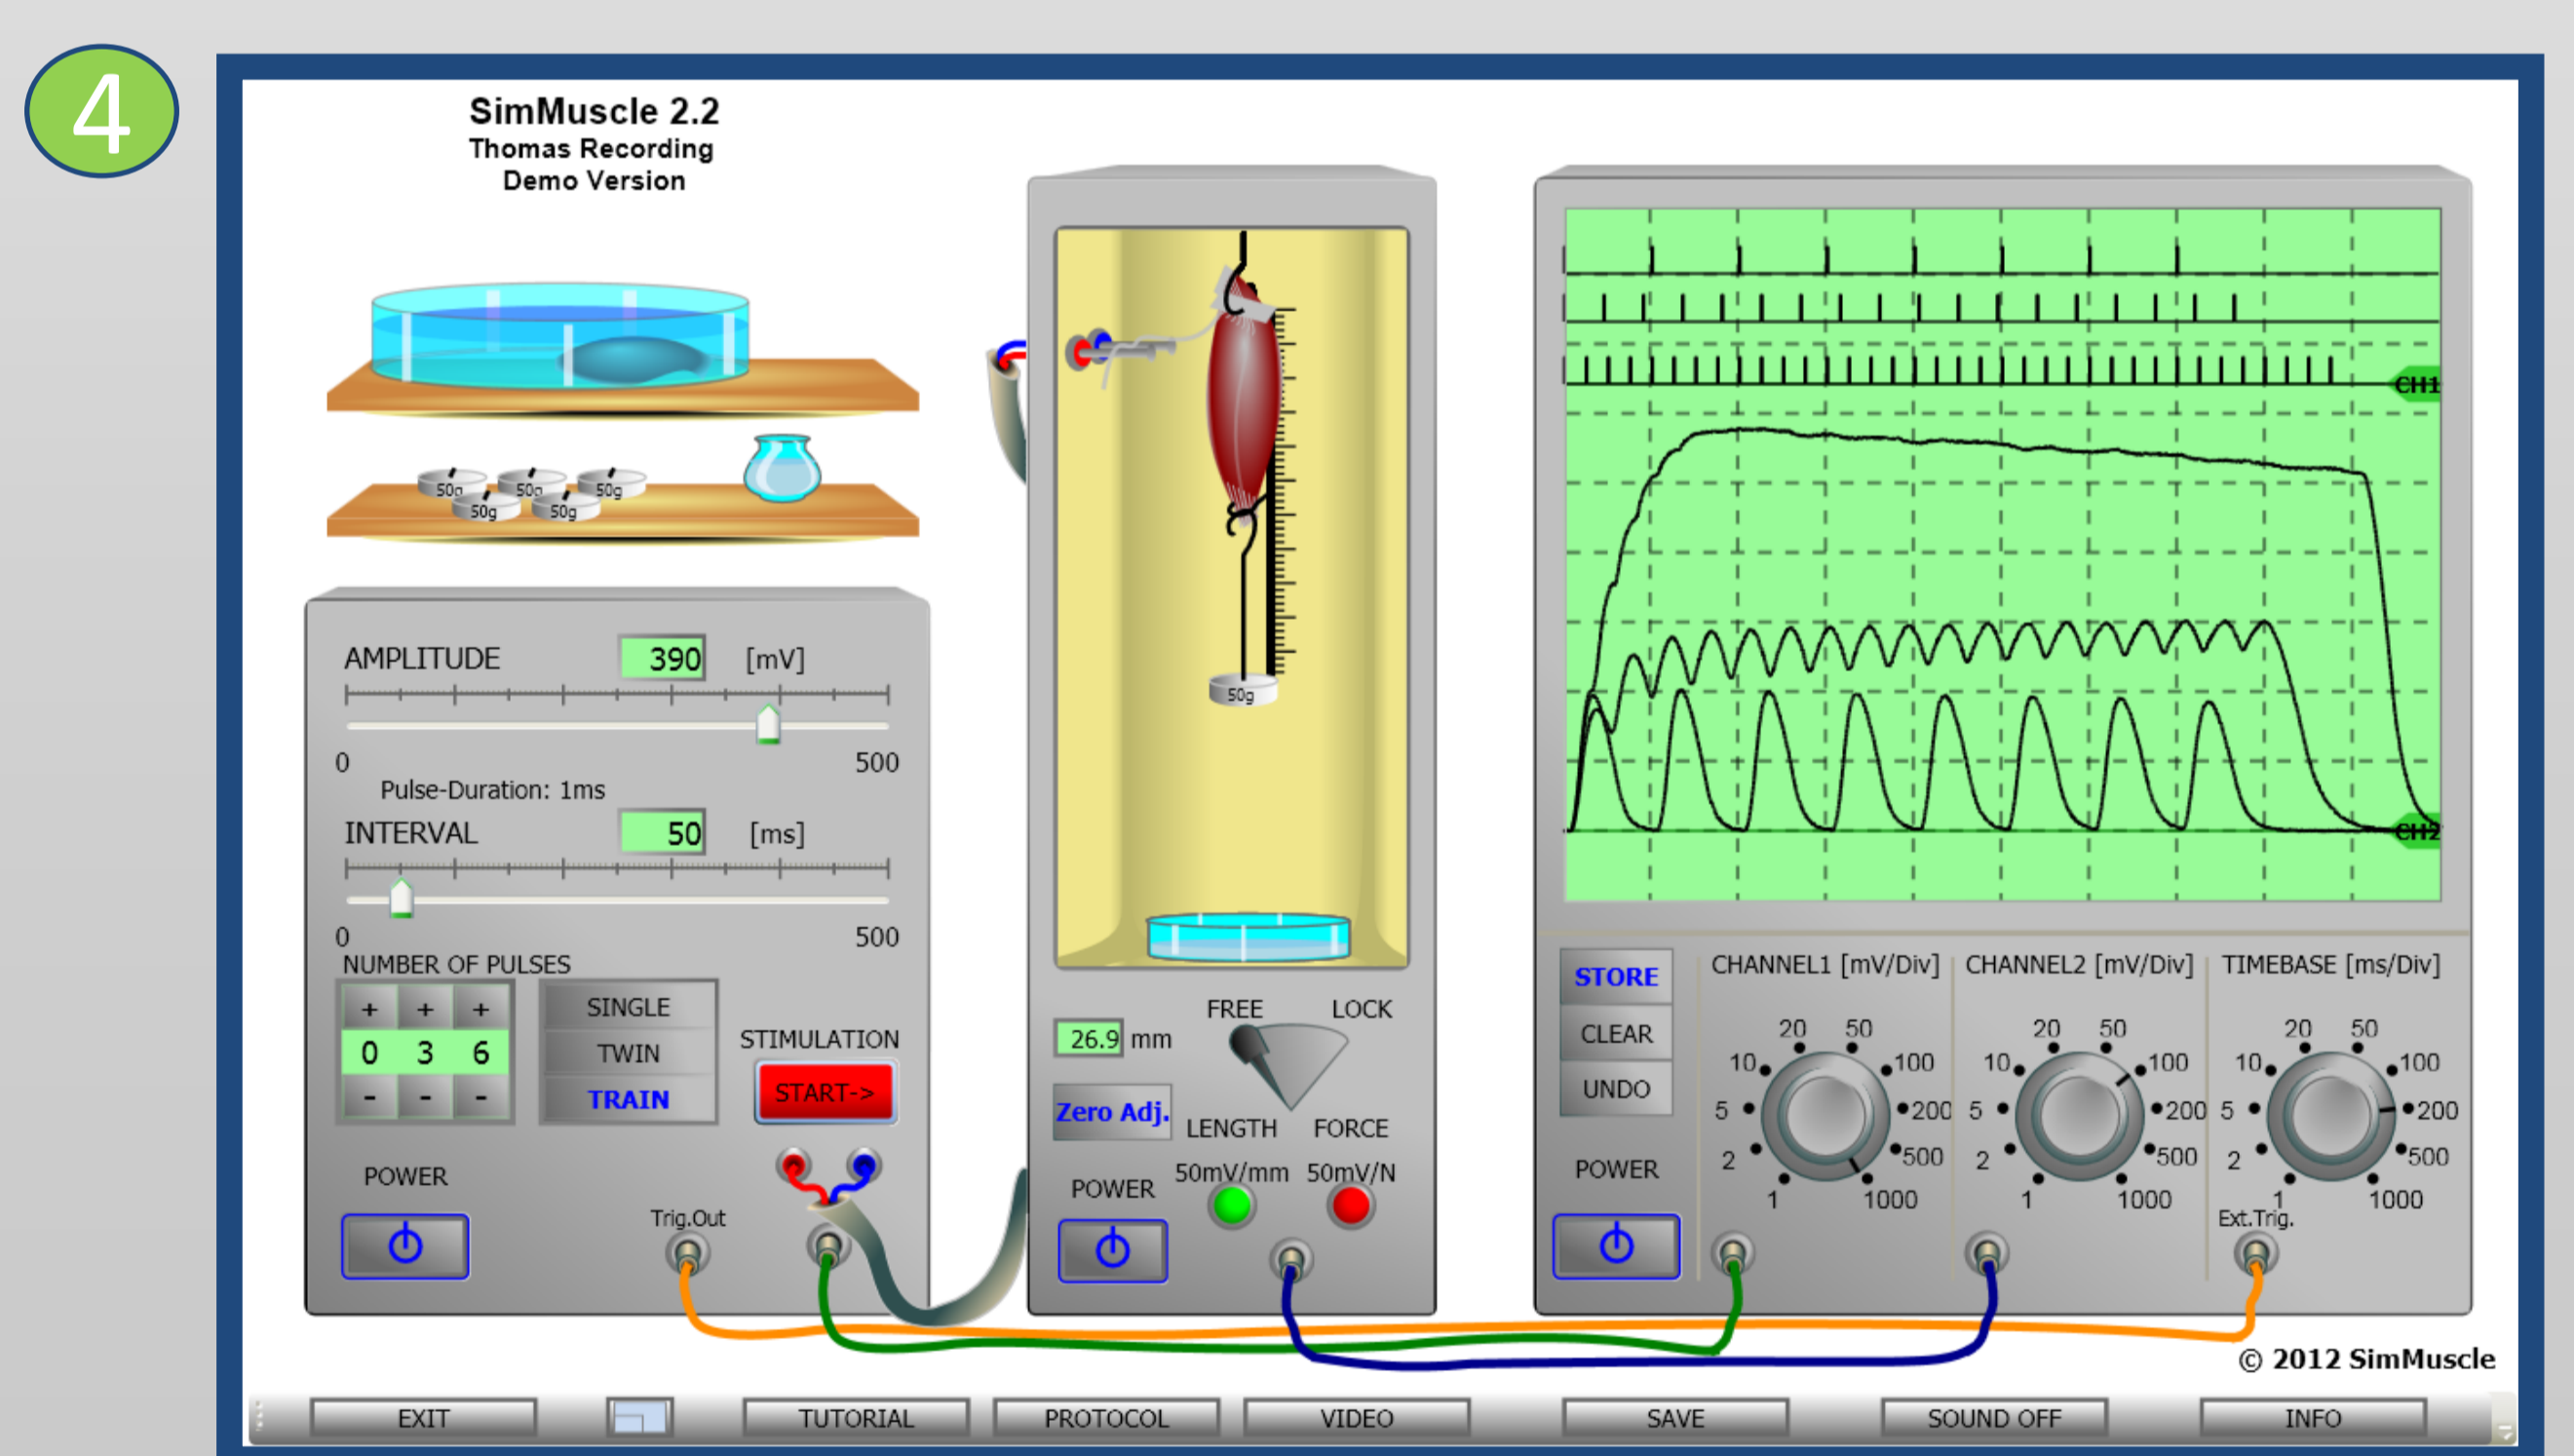 4
SimMuscle 2.2
Thomas Recording
Demo Version
50g 50g 50g
50g 50g
AMPLITUDE 390 [mV]
0 500
Pulse-Duration: 1ms
INTERVAL 50 [ms]
0 500
NUMBER OF PULSES
+ + +
0 3 6
- - -
SINGLE
TWIN
TRAIN
STIMULATION
START->
POWER
Trig.Out
50g
FREE LOCK
26.9 mm
Zero Adj.
LENGTH FORCE
50mV/mm 50mV/N
POWER
CH1
CH2
STORE
CLEAR
UNDO
POWER
CHANNEL1 [mV/Div]
1 2 5 10 20 50 100 200 500 1000
CHANNEL2 [mV/Div]
1 2 5 10 20 50 100 200 500 1000
TIMEBASE [ms/Div]
1 2 5 10 20 50 100 200 500 1000
Ext.Trig.
© 2012 SimMuscle
EXIT TUTORIAL PROTOCOL VIDEO SAVE SOUND OFF INFO